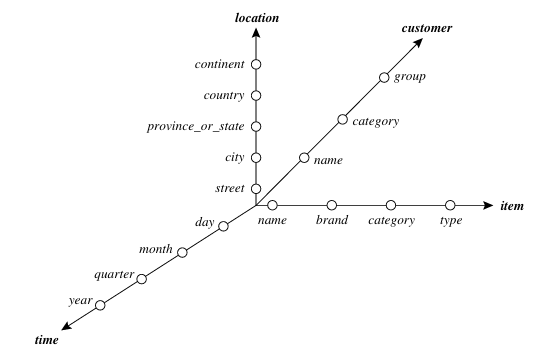 location
customer
continent
group
country
category
province_or_state
city
name
street
item
day
name
brand
category
type
month
quarter
year
time